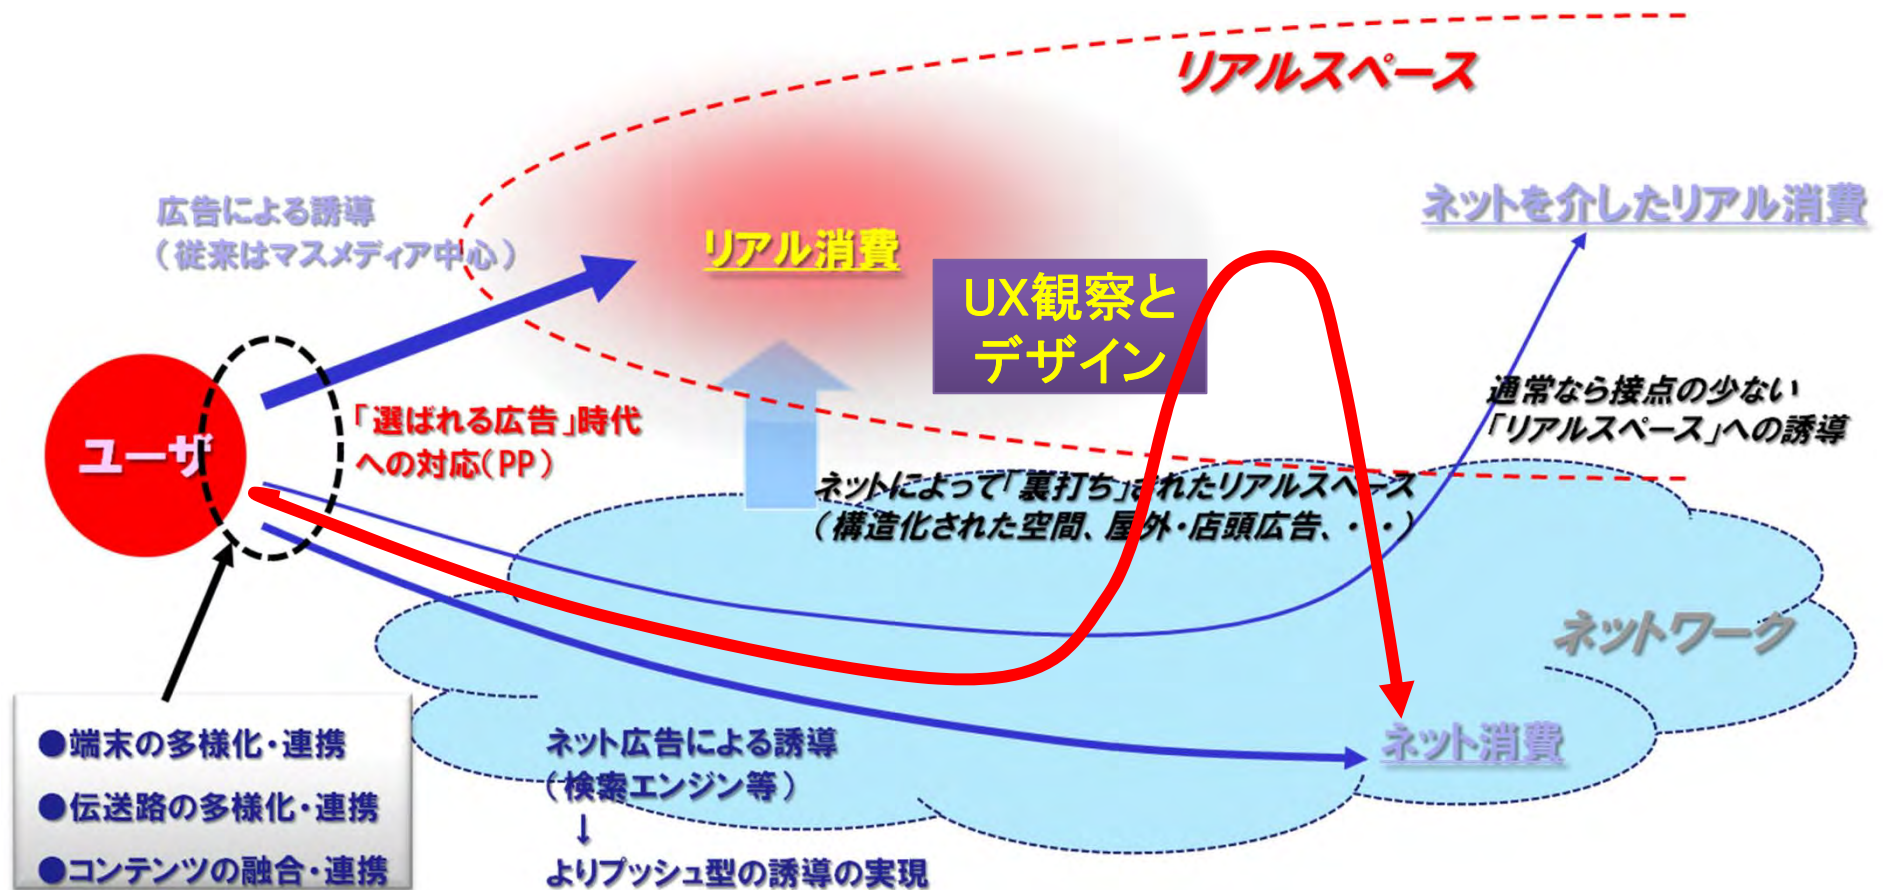 リアルスペース
広告による誘導
（従来はマスメディア中心）
ネットを介したリアル消費
リアル消費
UX観察と
デザイン
通常なら接点の少ない
「リアルスペース」への誘導
ユーザ
「選ばれる広告」時代
への対応(PP)
ネットによって「裏打ち」されたリアルスペース
（構造化された空間、屋外・店頭広告、・・）
ネットワーク
●端末の多様化・連携
●伝送路の多様化・連携
●コンテンツの融合・連携
ネット広告による誘導
（検索エンジン等）
↓
よりプッシュ型の誘導の実現
ネット消費